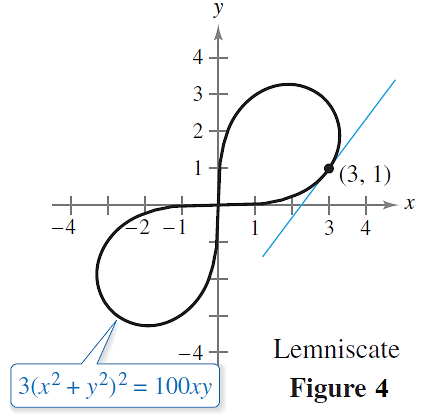 y
4
3
2
1
(3, 1)
x
−4
−2
−1
1
3
4
−4
Lemniscate
3(x² + y²)² = 100xy
Figure 4